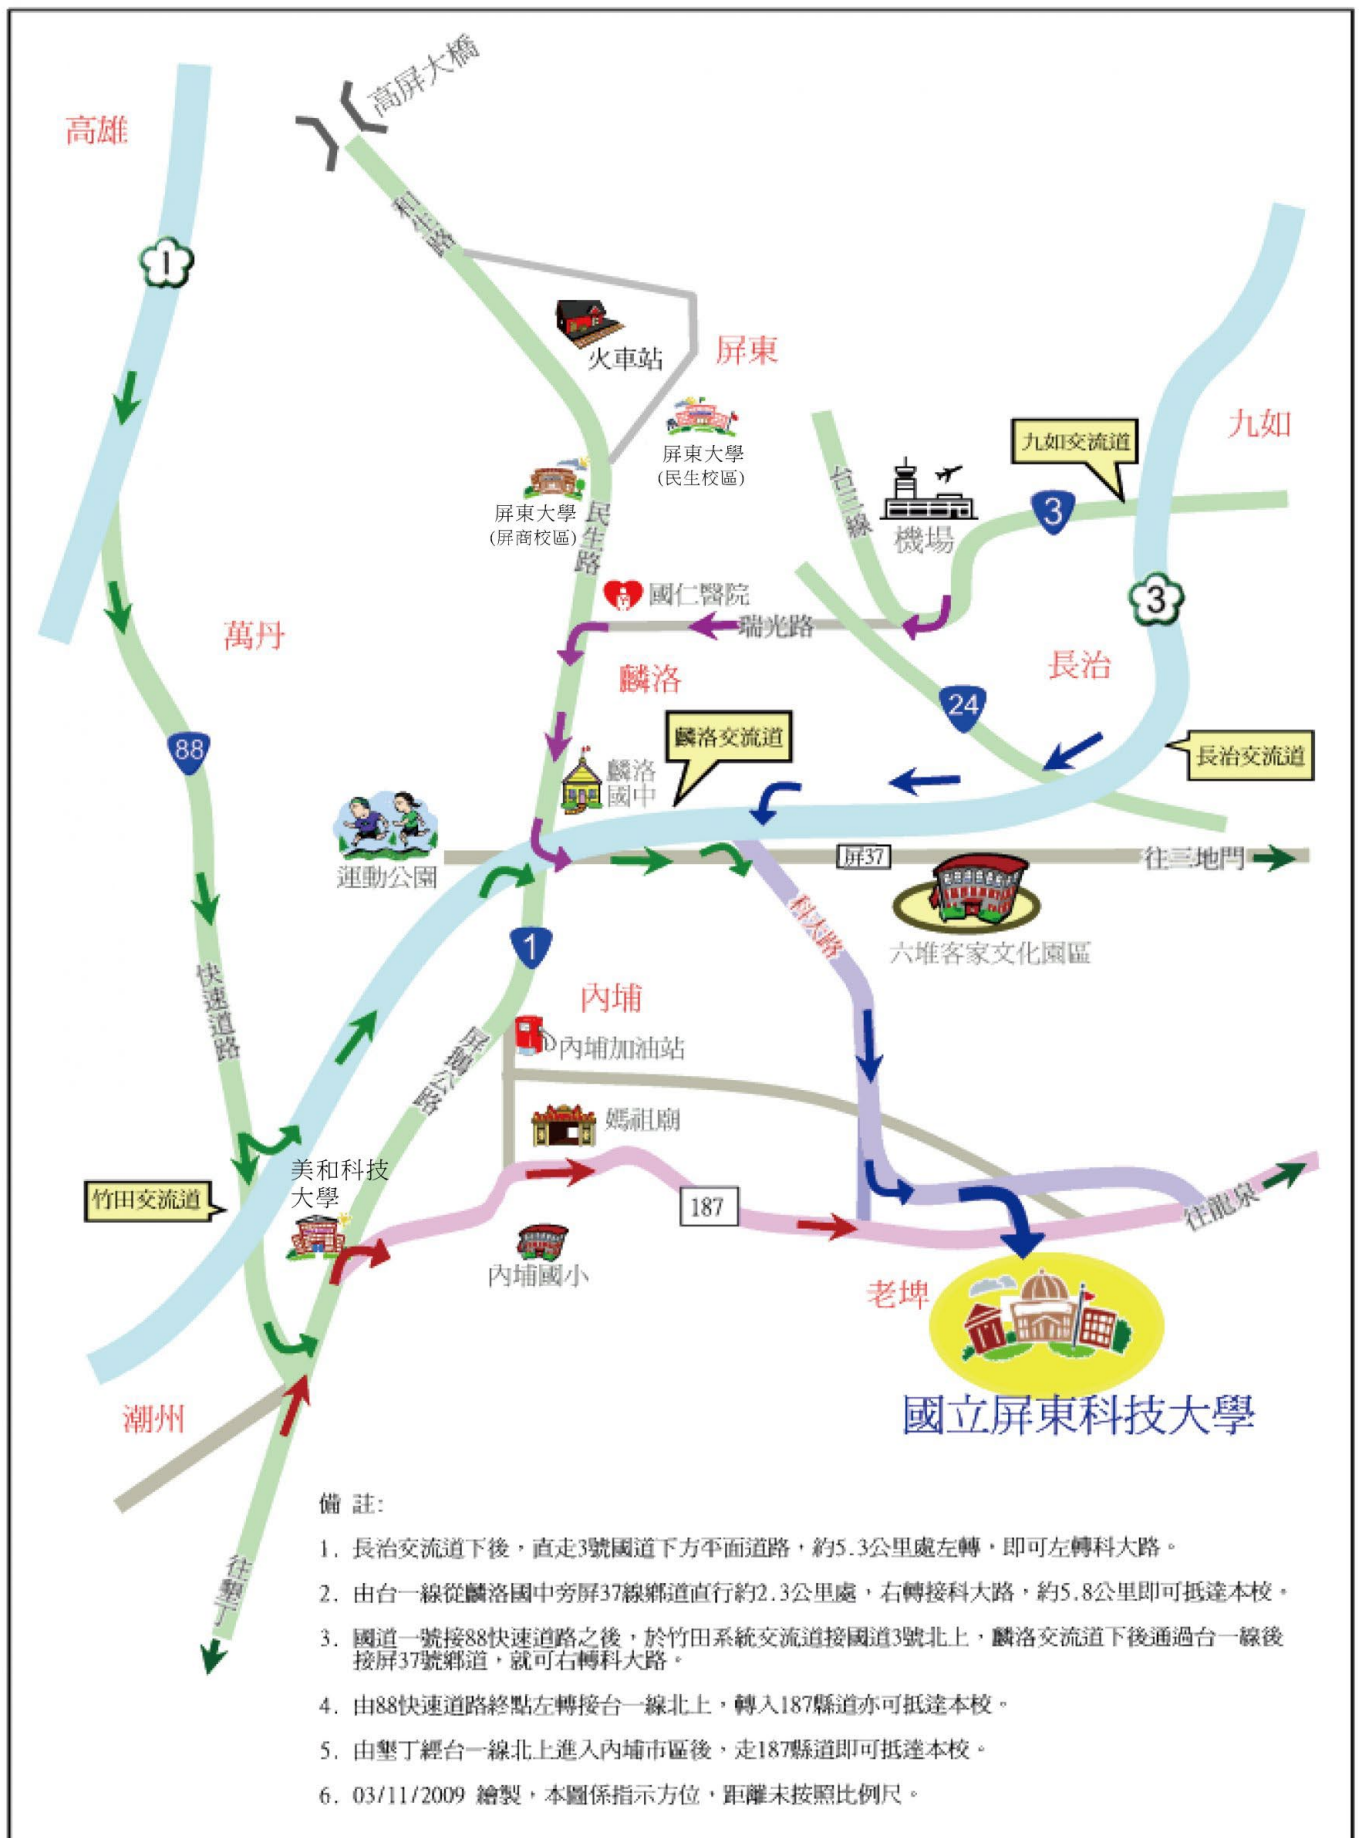 高屏大橋
高雄
1
和生路
火車站
屏東
屏東大學
(民生校區)
九如交流道
九如
屏東大學
(屏商校區)
民生路
台三線
機場
3
國仁醫院
瑞光路
3
萬丹
麟洛
長治
24
88
麟洛交流道
長治交流道
麟洛
國中
運動公園
屏37
往三地門
科大路
六堆客家文化園區
1
快速道路
內埔
屏鵝公路
內埔加油站
媽祖廟
美和科技
大學
竹田交流道
187
往龍泉
內埔國小
老埤
潮州
國立屏東科技大學
往墾丁
備 註:
1. 長治交流道下後，直走3號國道下方平面道路，約5.3公里處左轉，即可左轉科大路。
2. 由台一線從麟洛國中旁屏37線鄉道直行約2.3公里處，右轉接科大路，約5.8公里即可抵達本校。
3. 國道一號接88快速道路之後，於竹田系統交流道接國道3號北上，麟洛交流道下後通過台一線後
接屏37號鄉道，就可右轉科大路。
4. 由88快速道路終點左轉接台一線北上，轉入187縣道亦可抵達本校。
5. 由墾丁經台一線北上進入內埔市區後，走187縣道即可抵達本校。
6. 03/11/2009 繪製，本圖係指示方位，距離未按照比例尺。